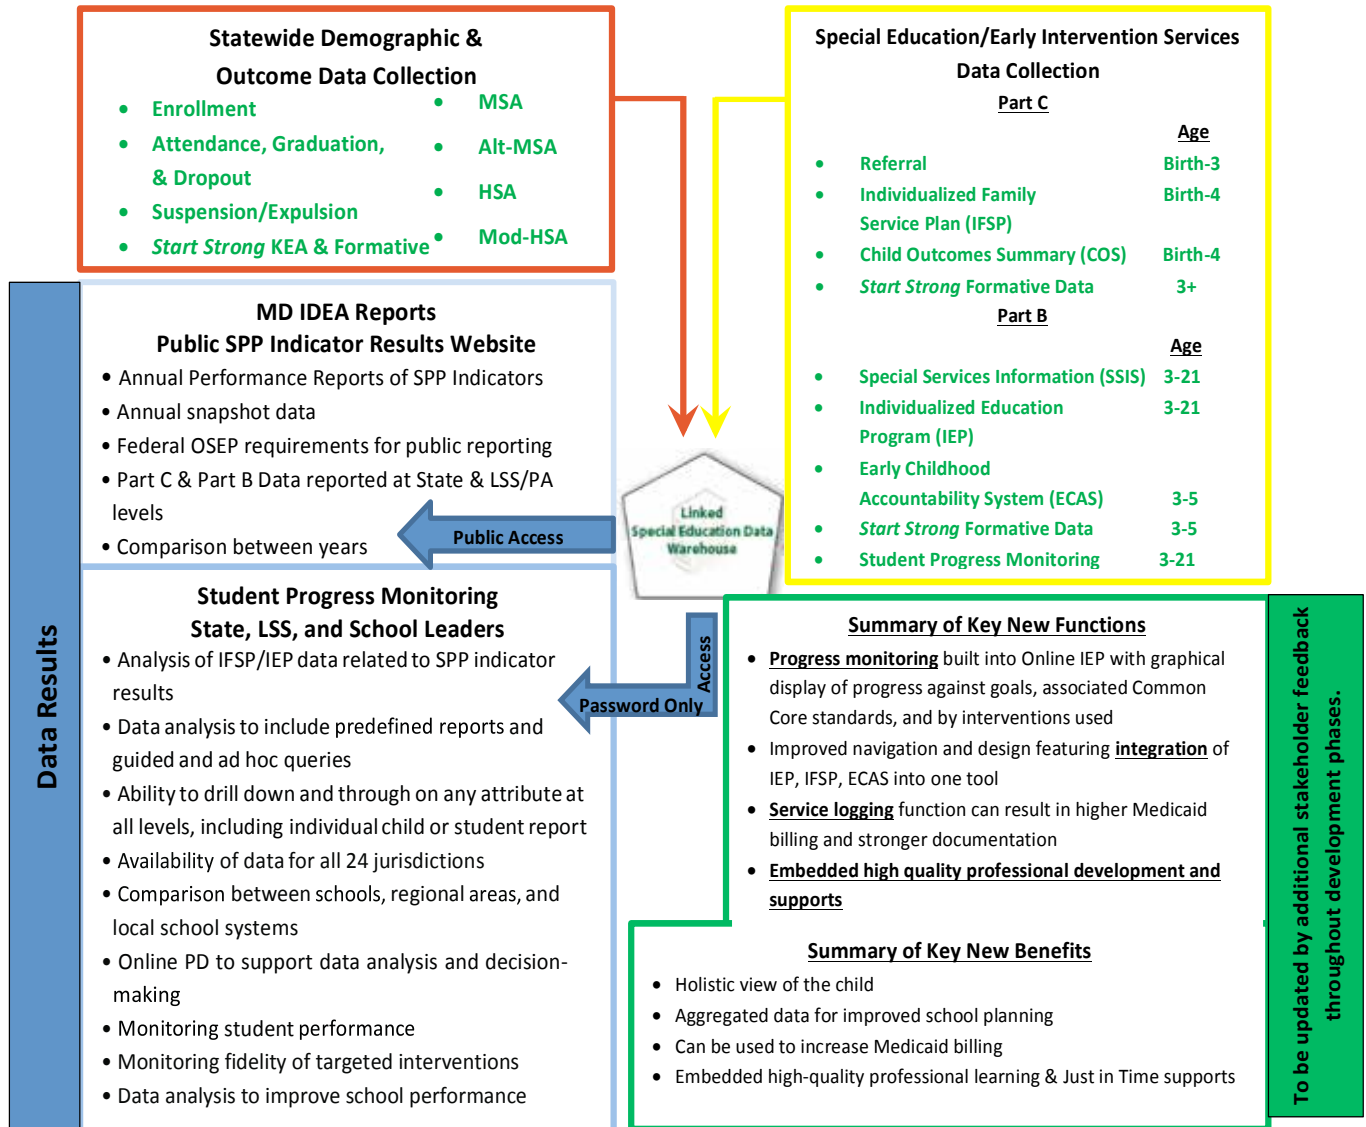 Statewide Demographic &
Outcome Data Collection
• Enrollment
• Attendance, Graduation,
& Dropout
• Suspension/Expulsion
• Start Strong KEA & Formative
• MSA
• Alt-MSA
• HSA
• Mod-HSA
Special Education/Early Intervention Services
Data Collection
Part C
Age
• Referral Birth-3
• Individualized Family Birth-4
Service Plan (IFSP)
• Child Outcomes Summary (COS) Birth-4
• Start Strong Formative Data 3+
Part B
Age
• Special Services Information (SSIS) 3-21
• Individualized Education 3-21
Program (IEP)
• Early Childhood
Accountability System (ECAS) 3-5
• Start Strong Formative Data 3-5
• Student Progress Monitoring 3-21
Data Results
MD IDEA Reports
Public SPP Indicator Results Website
• Annual Performance Reports of SPP Indicators
• Annual snapshot data
• Federal OSEP requirements for public reporting
• Part C & Part B Data reported at State & LSS/PA
levels
• Comparison between years
Public Access
Linked
Special Education Data
Warehouse
Student Progress Monitoring
State, LSS, and School Leaders
• Analysis of IFSP/IEP data related to SPP indicator
results
• Data analysis to include predefined reports and
guided and ad hoc queries
• Ability to drill down and through on any attribute at
all levels, including individual child or student report
• Availability of data for all 24 jurisdictions
• Comparison between schools, regional areas, and
local school systems
• Online PD to support data analysis and decision-
making
• Monitoring student performance
• Monitoring fidelity of targeted interventions
• Data analysis to improve school performance
Password Only
Access
Summary of Key New Functions
• Progress monitoring built into Online IEP with graphical
display of progress against goals, associated Common
Core standards, and by interventions used
• Improved navigation and design featuring integration of
IEP, IFSP, ECAS into one tool
• Service logging function can result in higher Medicaid
billing and stronger documentation
• Embedded high quality professional development and
supports
Summary of Key New Benefits
• Holistic view of the child
• Aggregated data for improved school planning
• Can be used to increase Medicaid billing
• Embedded high-quality professional learning & Just in Time supports
To be updated by additional stakeholder feedback
throughout development phases.